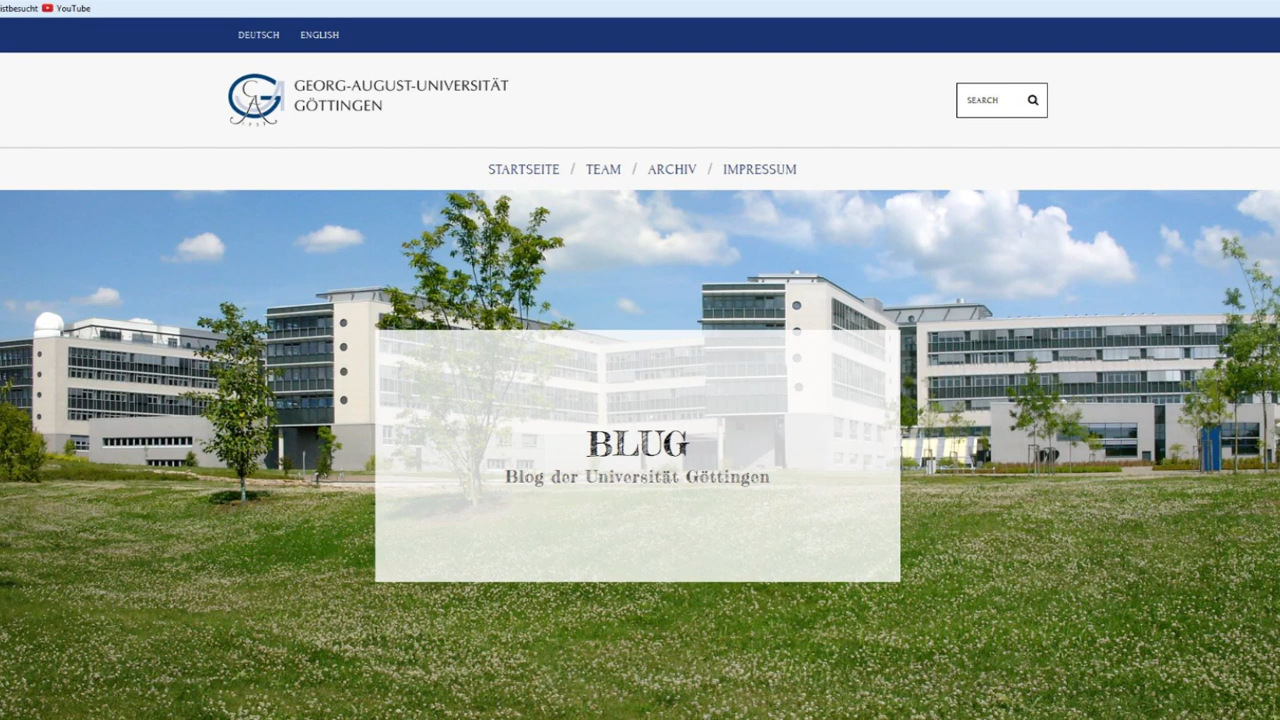 istbesucht YouTube
DEUTSCH ENGLISH
GEORG-AUGUST-UNIVERSITÄT
GÖTTINGEN
SEARCH
STARTSEITE / TEAM / ARCHIV / IMPRESSUM
BLUG
Blog der Universität Göttingen